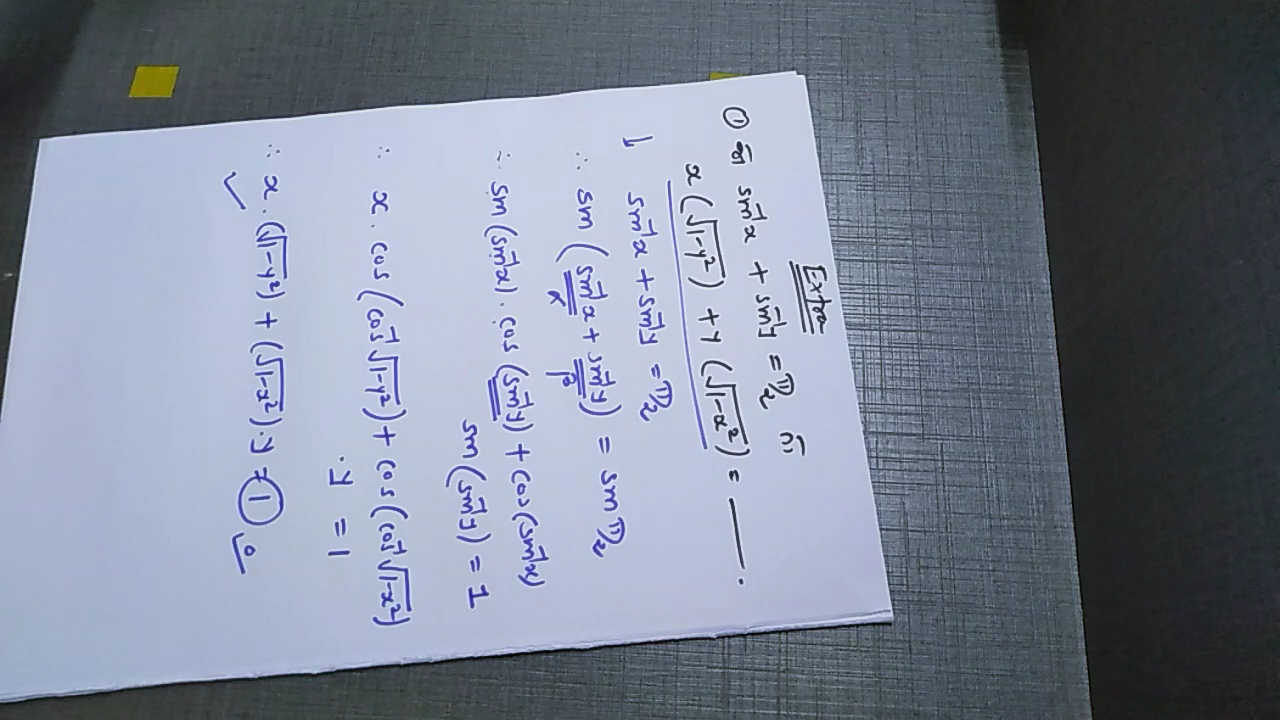 Extra
① જો sin⁻¹x + sin⁻¹y = π/2 તો
x(√1-y²) + y(√1-x²) = ——.
sin⁻¹x + sin⁻¹y = π/2
∴ sin(sin⁻¹x + sin⁻¹y) = sin π/2
α β
∴ sin(sin⁻¹x) · cos(sin⁻¹y) + cos(sin⁻¹x)
sin(sin⁻¹y) = 1
∴ x · cos(cos⁻¹√1-y²) + cos(cos⁻¹√1-x²)
· y = 1
∴ x · (√1-y²) + (√1-x²) · y = 1